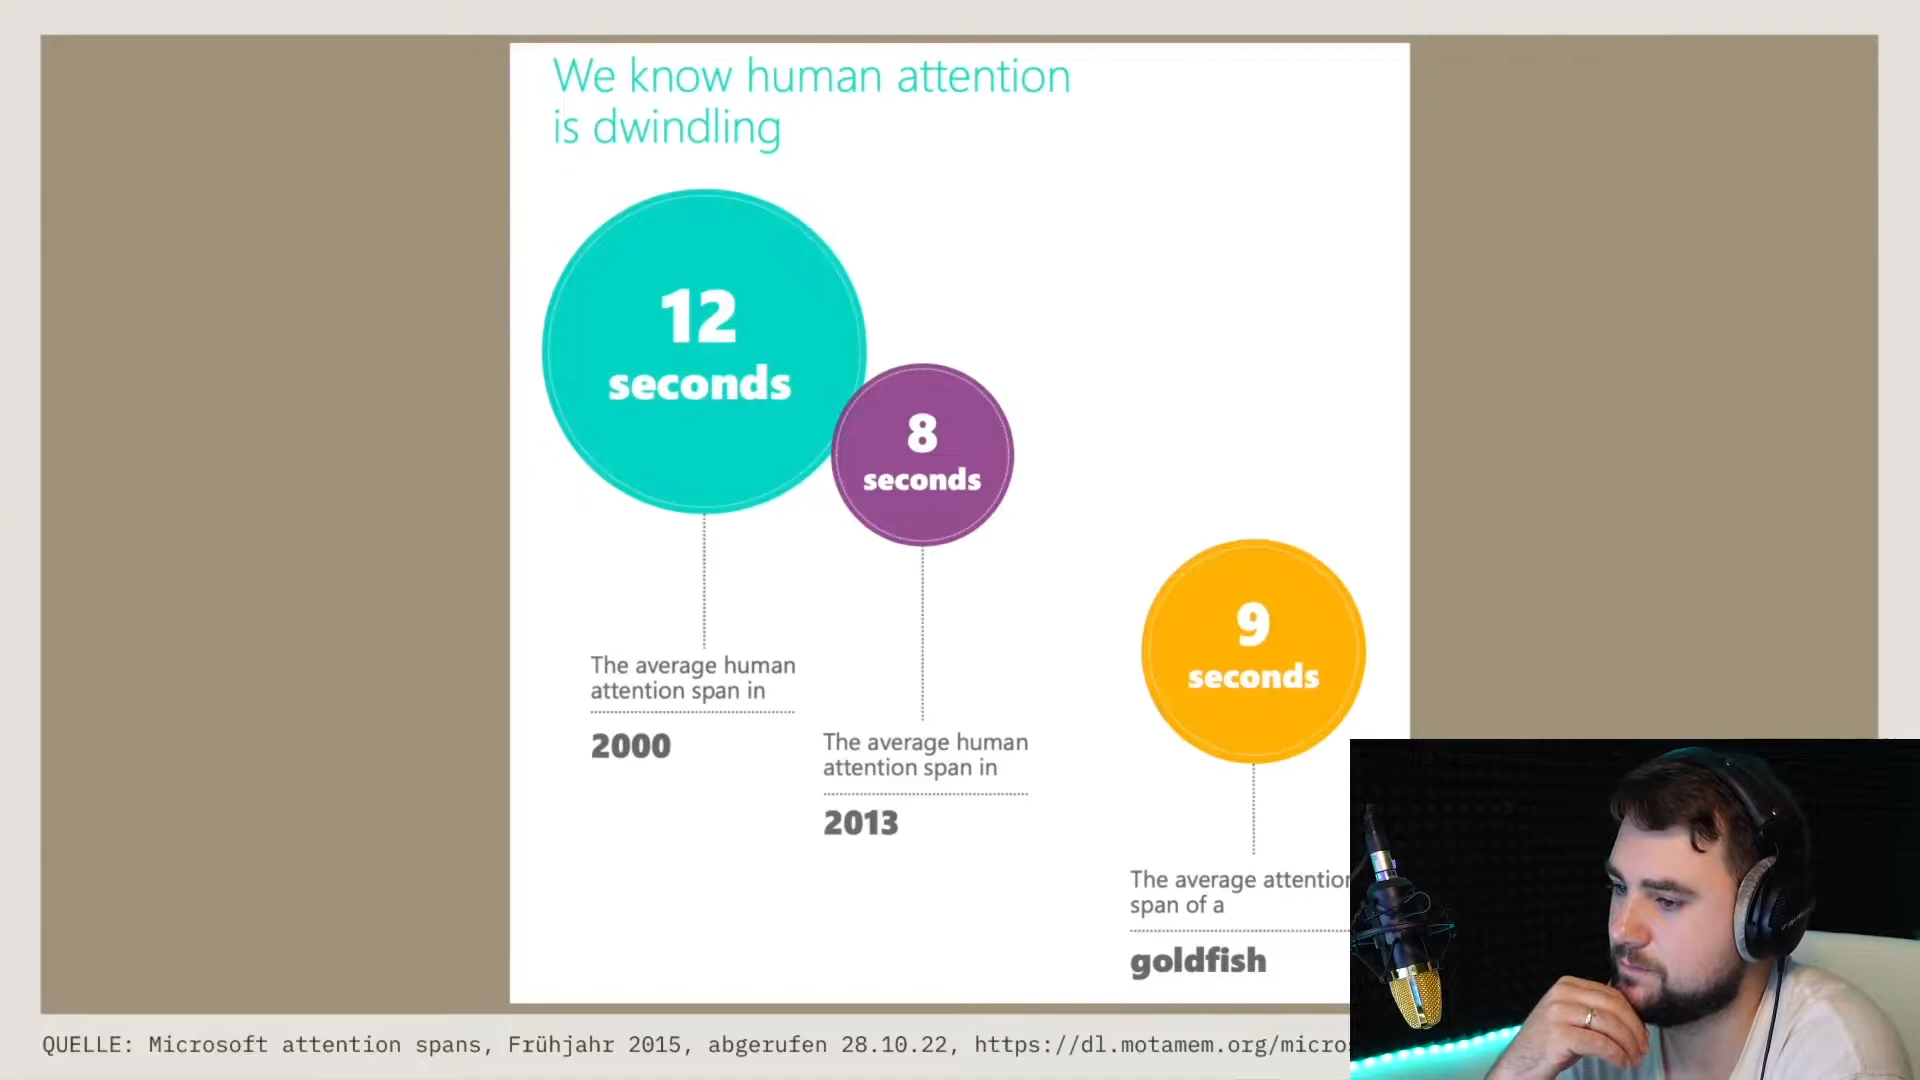 We know human attention
is dwindling
12
seconds
8
seconds
9
seconds
The average human
attention span in
2000
The average human
attention span in
2013
The average attention
span of a
goldfish
QUELLE: Microsoft attention spans, Frühjahr 2015, abgerufen 28.10.22, https://dl.motamem.org/micro